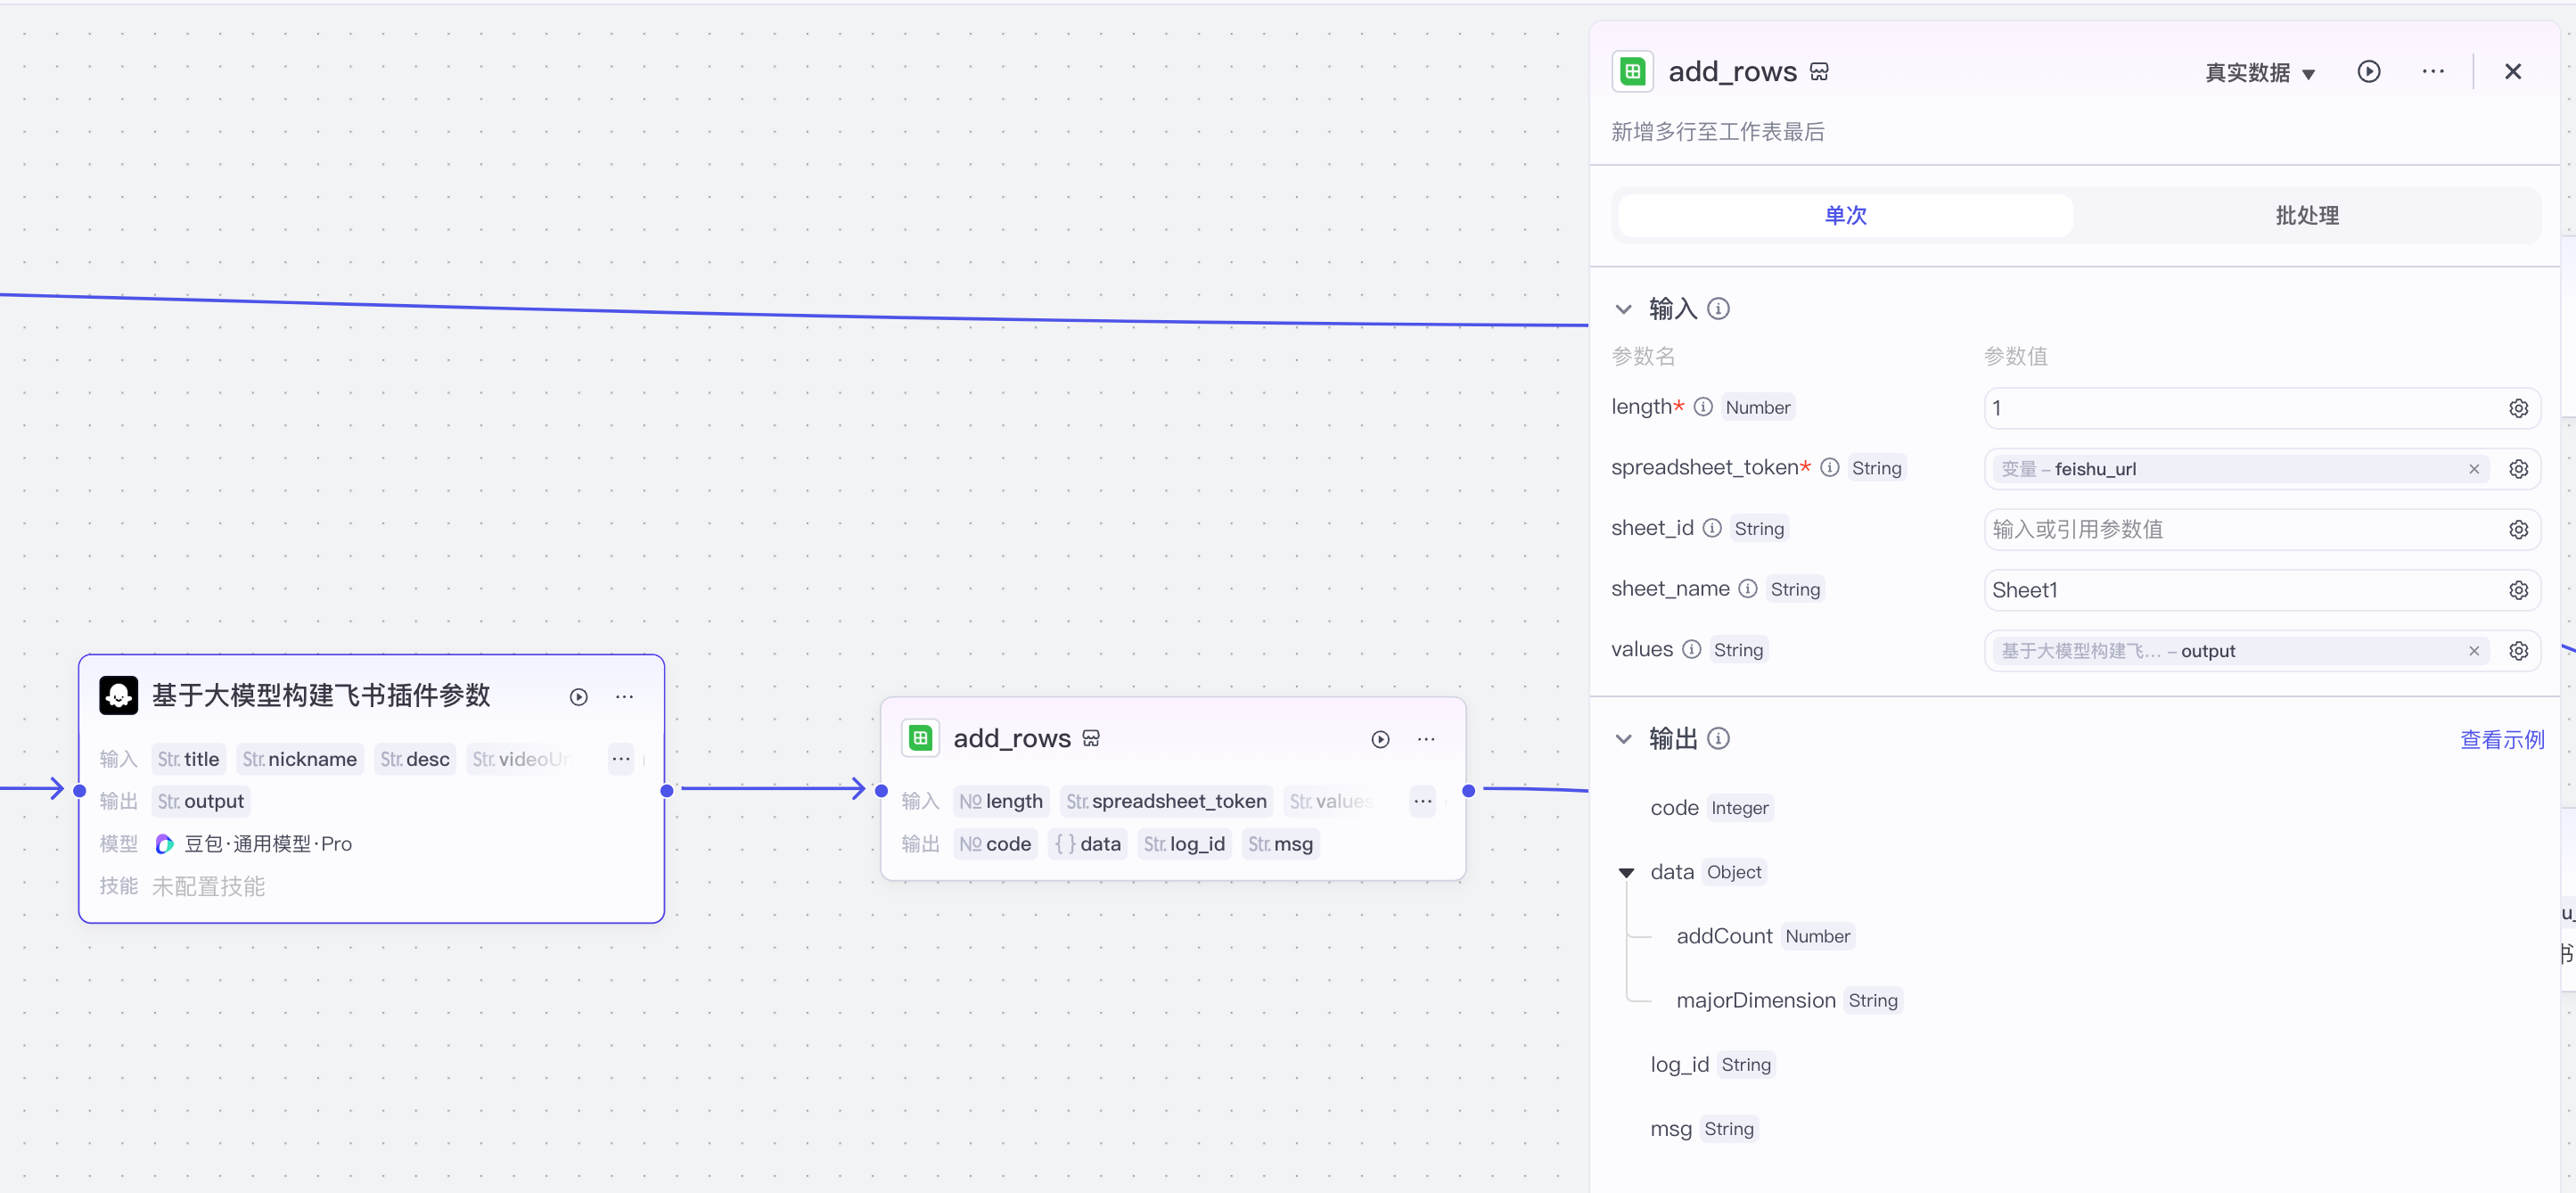 基于大模型构建飞书插件参数
输入 Str. title Str. nickname Str. desc Str. videoUr ...
输出 Str. output
模型 豆包·通用模型·Pro
技能 未配置技能
add_rows
输入 No length Str. spreadsheet_token Str. values ...
输出 No code { } data Str. log_id Str. msg
add_rows 真实数据
新增多行至工作表最后
单次 批处理
输入
参数名 参数值
length* Number 1
spreadsheet_token* String 变量 – feishu_url
sheet_id String 输入或引用参数值
sheet_name String Sheet1
values String 基于大模型构建飞... – output
输出 查看示例
code Integer
data Object
addCount Number
majorDimension String
log_id String
msg String